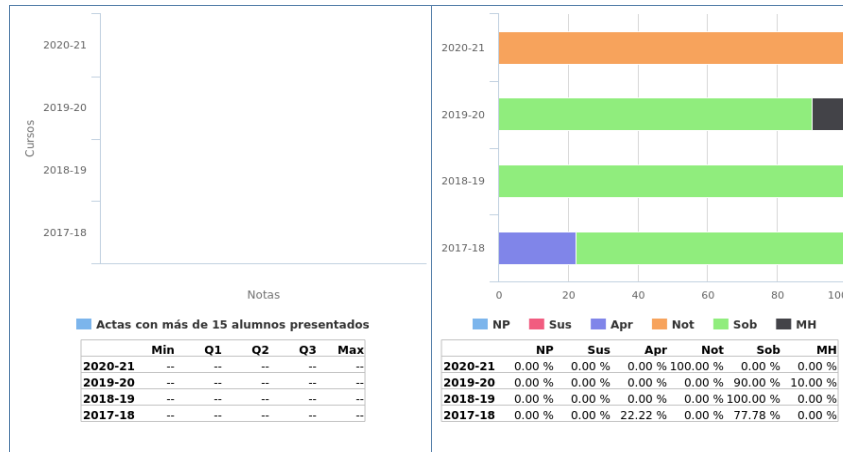 2020-21
2019-20
2018-19
2017-18
Cursos
Notas
Actas con más de 15 alumnos presentados
Min Q1 Q2 Q3 Max
2020-21 -- -- -- -- --
2019-20 -- -- -- -- --
2018-19 -- -- -- -- --
2017-18 -- -- -- -- --
2020-21
2019-20
2018-19
2017-18
0 20 40 60 80 100
NP Sus Apr Not Sob MH
NP Sus Apr Not Sob MH
2020-21 0.00 % 0.00 % 0.00 % 100.00 % 0.00 % 0.00 %
2019-20 0.00 % 0.00 % 0.00 % 0.00 % 90.00 % 10.00 %
2018-19 0.00 % 0.00 % 0.00 % 0.00 % 100.00 % 0.00 %
2017-18 0.00 % 0.00 % 22.22 % 0.00 % 77.78 % 0.00 %